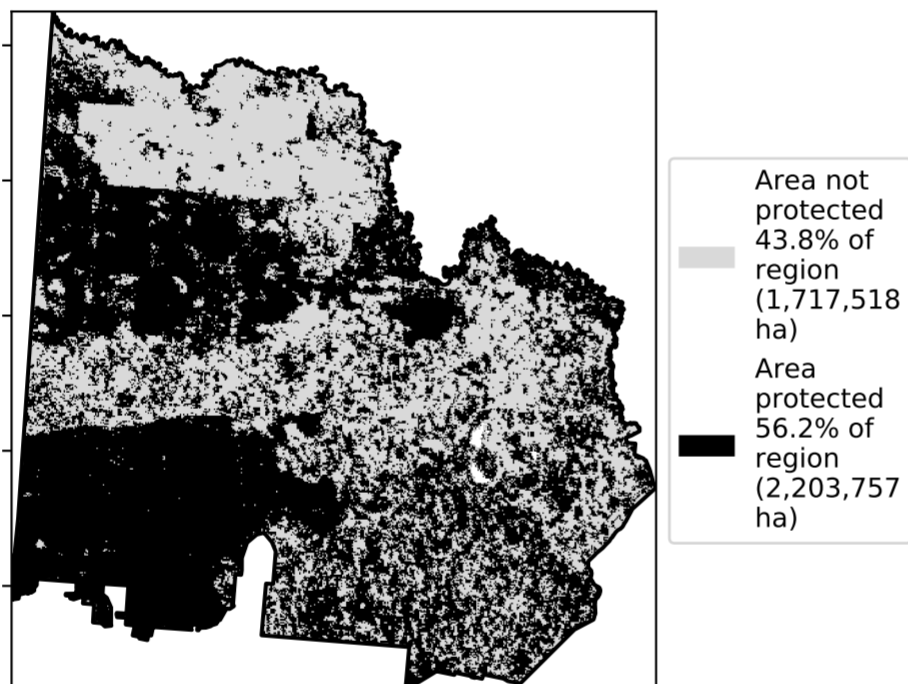 Area not
protected
43.8% of
region
(1,717,518
ha)
Area
protected
56.2% of
region
(2,203,757
ha)